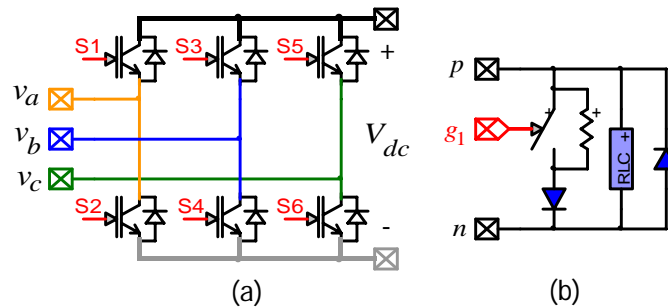 S1 S3 S5
+
v_a
v_b
V_dc
v_c
S2 S4 S6
-
(a)
p
g_1
+ +
RLC +
n
(b)